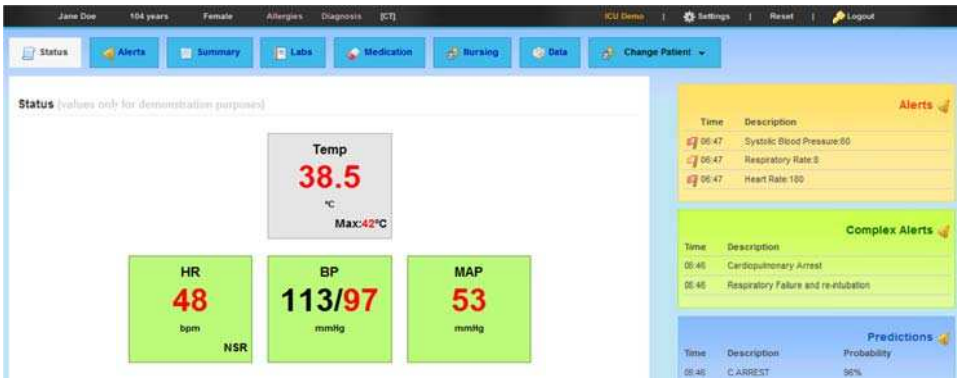 Jane Doe 104 years Female Allergies Diagnosis [CT] ICU Demo | Settings | Reset | Logout
Status Alerts Summary Labs Medication Nursing Data Change Patient
Status (values only for demonstration purposes)
Temp
38.5
ºC
Max:42ºC
HR
48
bpm
NSR
BP
113/97
mmHg
MAP
53
mmHg
Alerts
Time Description
06:47 Systolic Blood Pressure:60
06:47 Respiratory Rate:8
06:47 Heart Rate:180
Complex Alerts
Time Description
06:46 Cardiopulmonary Arrest
06:46 Respiratory Failure and re-intubation
Predictions
Time Description Probability
06:46 C.ARREST 96%